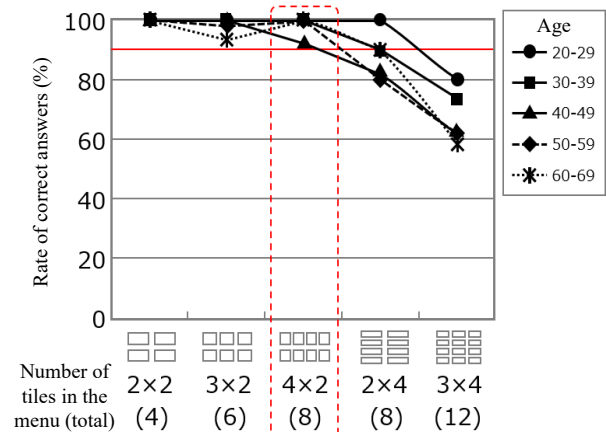 Rate of correct answers (%)
100
80
60
40
20
0
Age
20-29
30-39
40-49
50-59
60-69
Number of
tiles in the
menu (total)
2×2 3×2 4×2 2×4 3×4
(4) (6) (8) (8) (12)